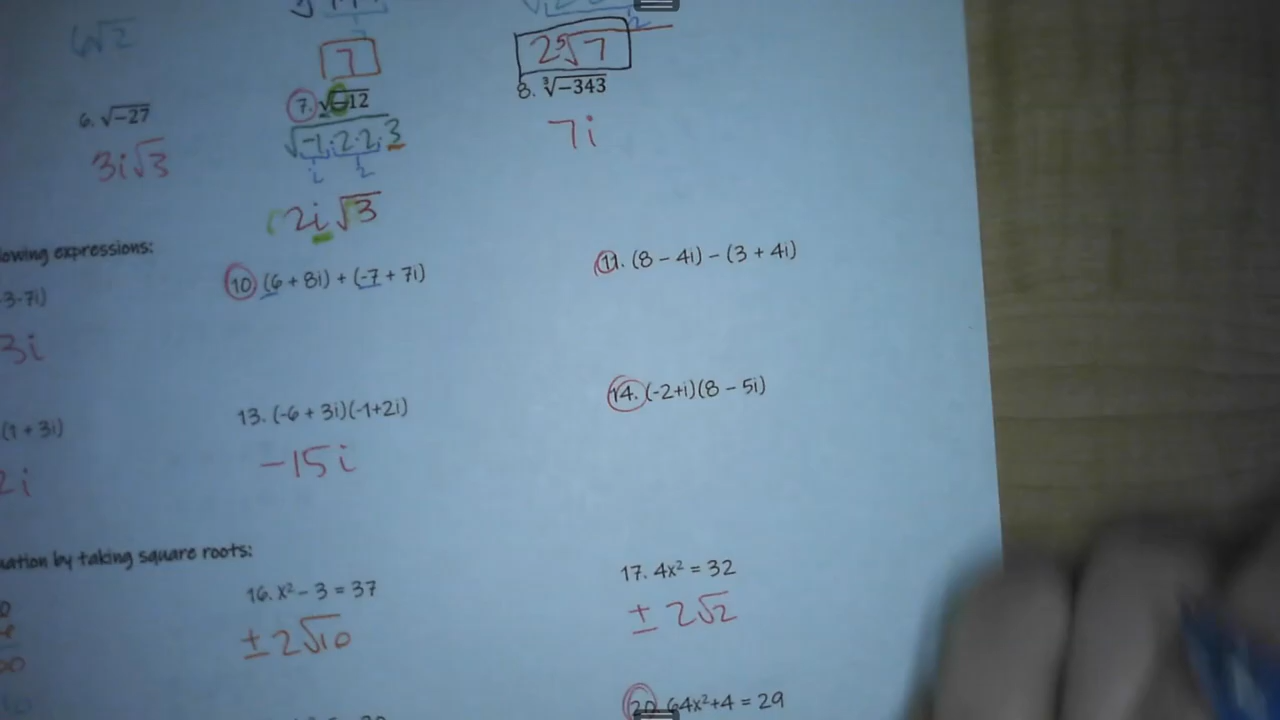 6√2
7
2⁵√7
6. √-27
7. √-12
8. ³√-343
3i√3
√-1·2·2·3
i 2
7i
2i√3
lowing expressions:
-3-7i)
10. (6 + 8i) + (-7 + 7i)
11. (8 - 4i) - (3 + 4i)
3i
(1 + 3i)
13. (-6 + 3i)(-1+2i)
14. (-2+i)(8 - 5i)
2i
-15i
uation by taking square roots:
16. x² - 3 = 37
17. 4x² = 32
± 2√10
± 2√2
20. 64x²+4 = 29